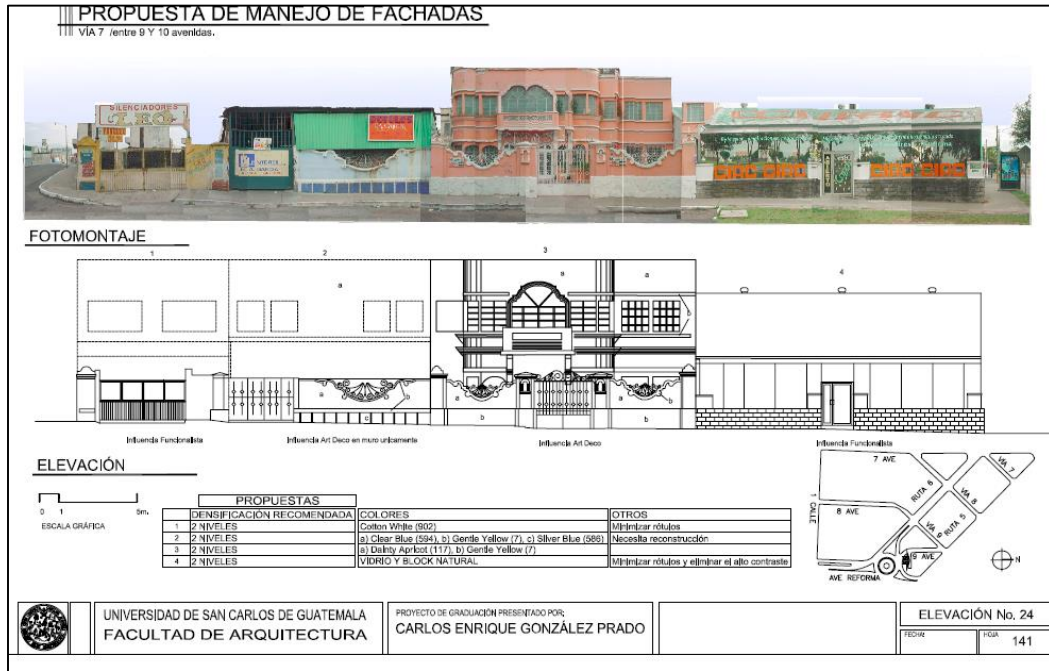 PROPUESTA DE MANEJO DE FACHADAS
VÍA 7 /entre 9 Y 10 avenidas.
SILENCIADORES
LEO
FOTOMONTAJE
1
2
3
4
a
a
a
a
b
a
b
c
a
b
a
b
b
Influencia Funcionalista
Influencia Art Deco en muro unicamente
Influencia Art Deco
Influencia Funcionalista
ELEVACIÓN
0 1 5m.
ESCALA GRÁFICA
PROPUESTAS
DENSIFICACIÓN RECOMENDADA COLORES OTROS
1 2 NIVELES Cotton White (902) Minimizar rótulos
2 2 NIVELES a) Clear Blue (594), b) Gentle Yellow (7), c) Silver Blue (586) Necesita reconstrucción
3 2 NIVELES a) Dainty Apricot (117), b) Gentle Yellow (7)
4 2 NIVELES VIDRIO Y BLOCK NATURAL Minimizar rótulos y eliminar el alto contraste
7 AVE
VÍA 7
RUTA 6
VÍA 8
1 CALLE
8 AVE
VÍA 6
RUTA 5
9 AVE
AVE REFORMA
N
UNIVERSIDAD DE SAN CARLOS DE GUATEMALA
FACULTAD DE ARQUITECTURA
PROYECTO DE GRADUACIÓN PRESENTADO POR:
CARLOS ENRIQUE GONZÁLEZ PRADO
ELEVACIÓN No. 24
FECHA:
HOJA
141